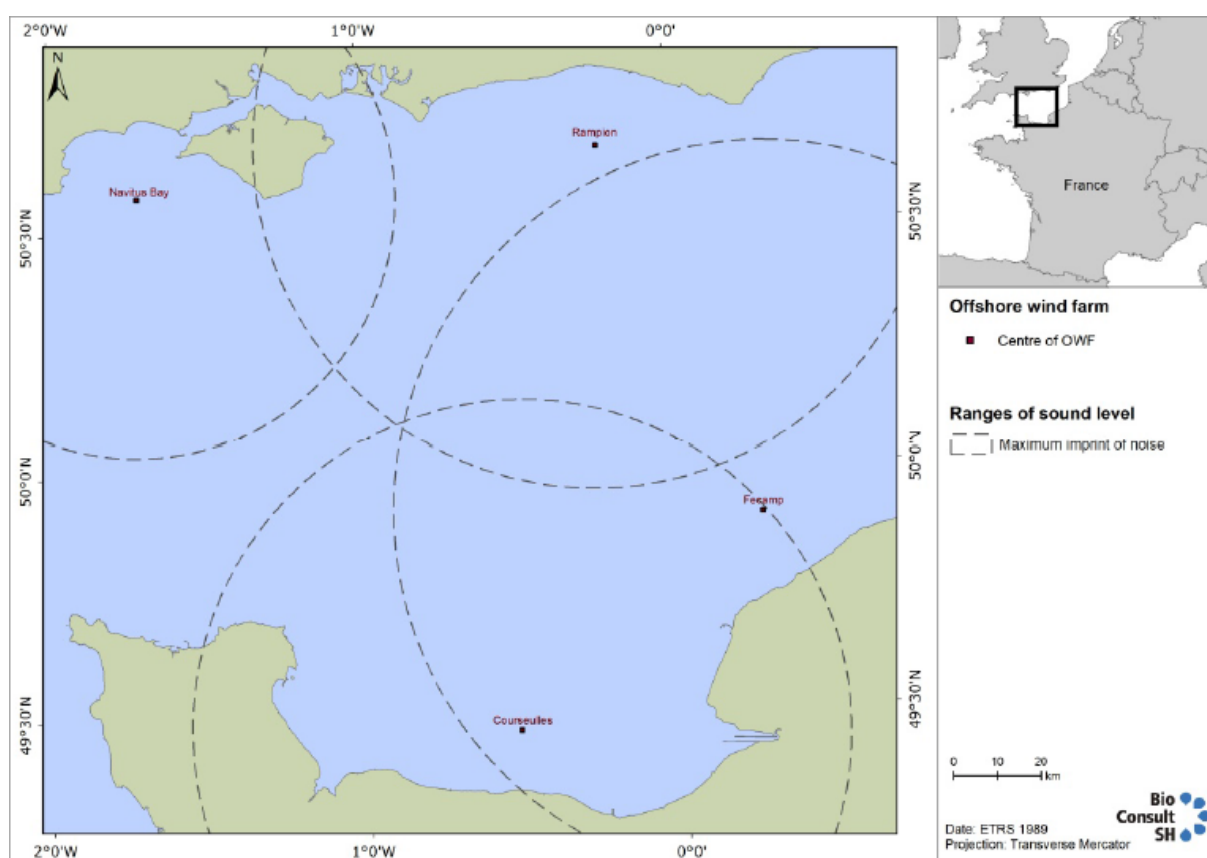 2°0'W
1°0'W
0°0'
N
Rampion
Navitus Bay
50°30'N
50°30'N
50°0'N
50°0'N
Fecamp
49°30'N
49°30'N
Courseulles
2°0'W
1°0'W
0°0'
France
Offshore wind farm
Centre of OWF
Ranges of sound level
Maximum imprint of noise
0 10 20
km
Date: ETRS 1989
Projection: Transverse Mercator
Bio
Consult
SH